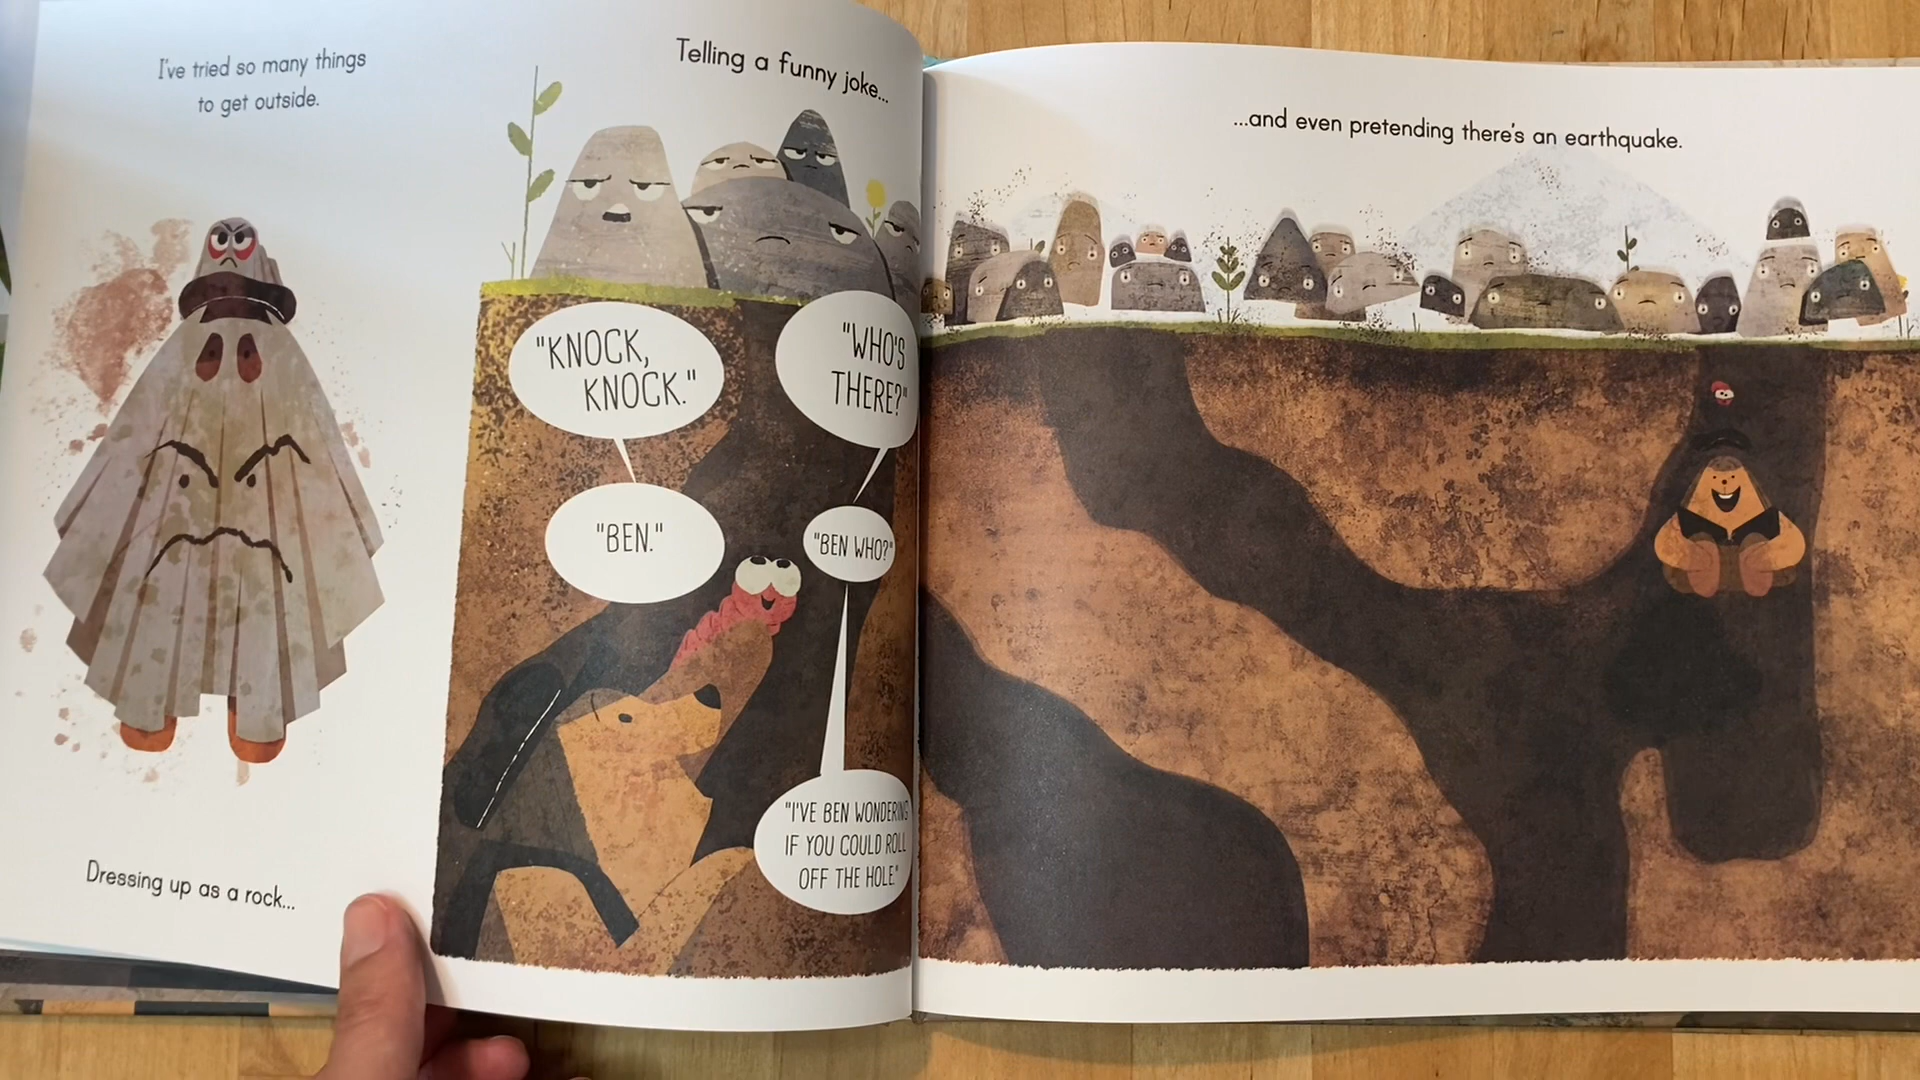 I've tried so many things
to get outside.
Dressing up as a rock...
Telling a funny joke...
"KNOCK,
KNOCK."
"WHO'S
THERE?"
"BEN."
"BEN WHO?"
"I'VE BEN WONDERING
IF YOU COULD ROLL
OFF THE HOLE."
...and even pretending there's an earthquake.